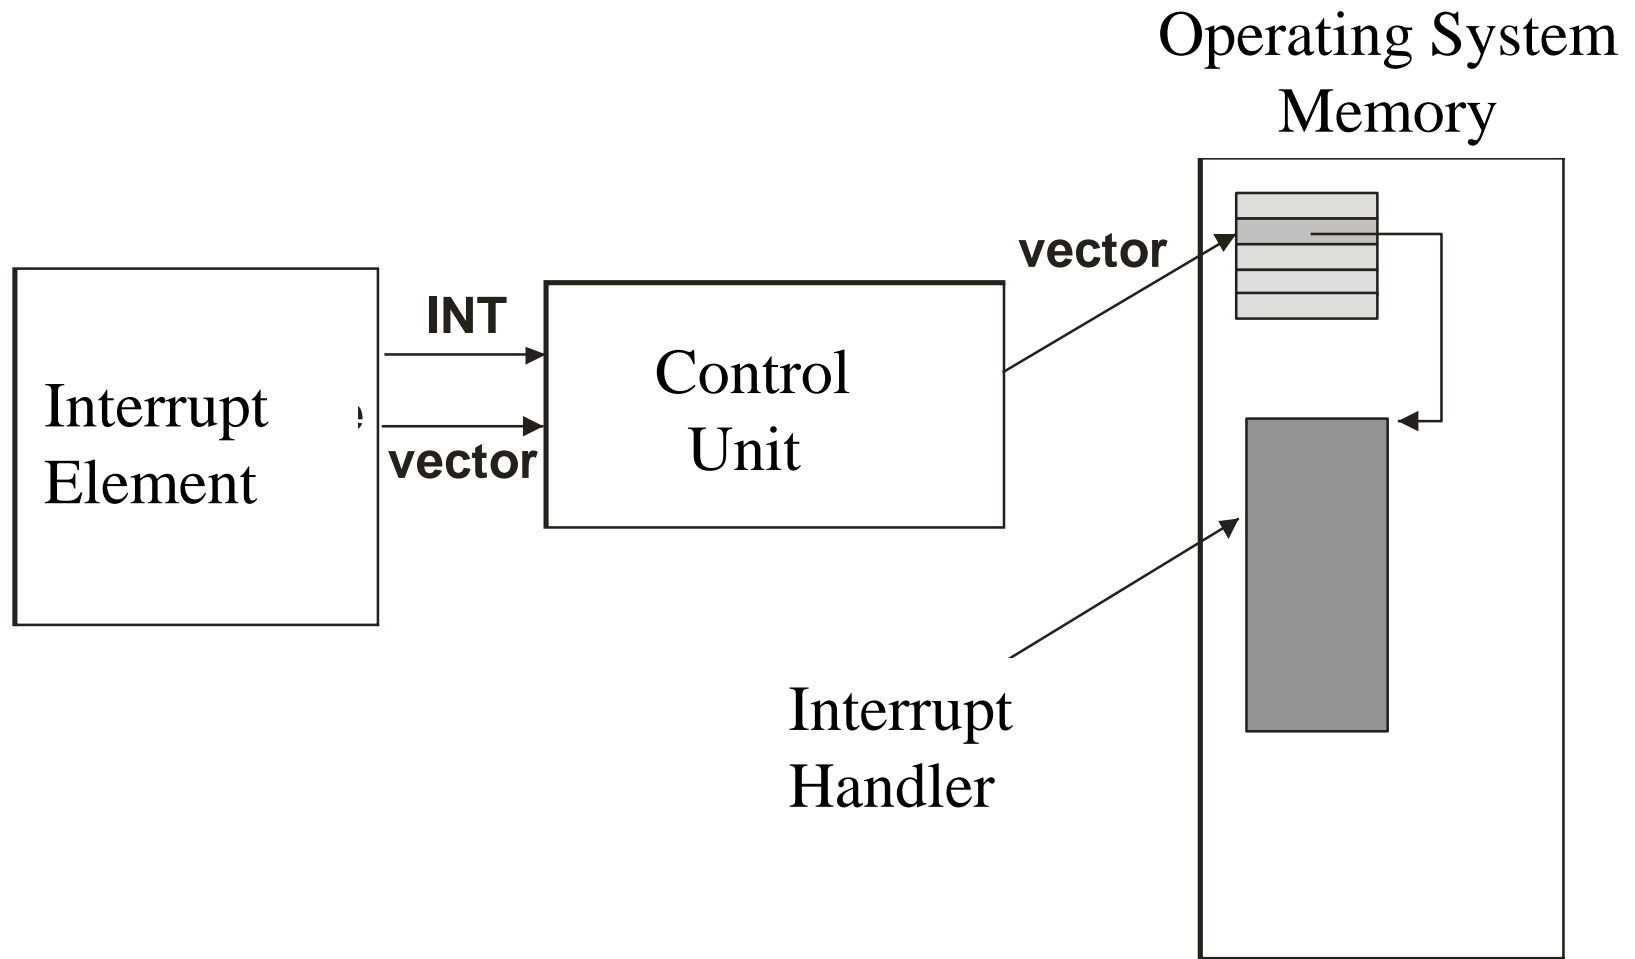 Operating System
Memory
vector
INT
Control
Unit
Interrupt
Element
vector
Interrupt
Handler